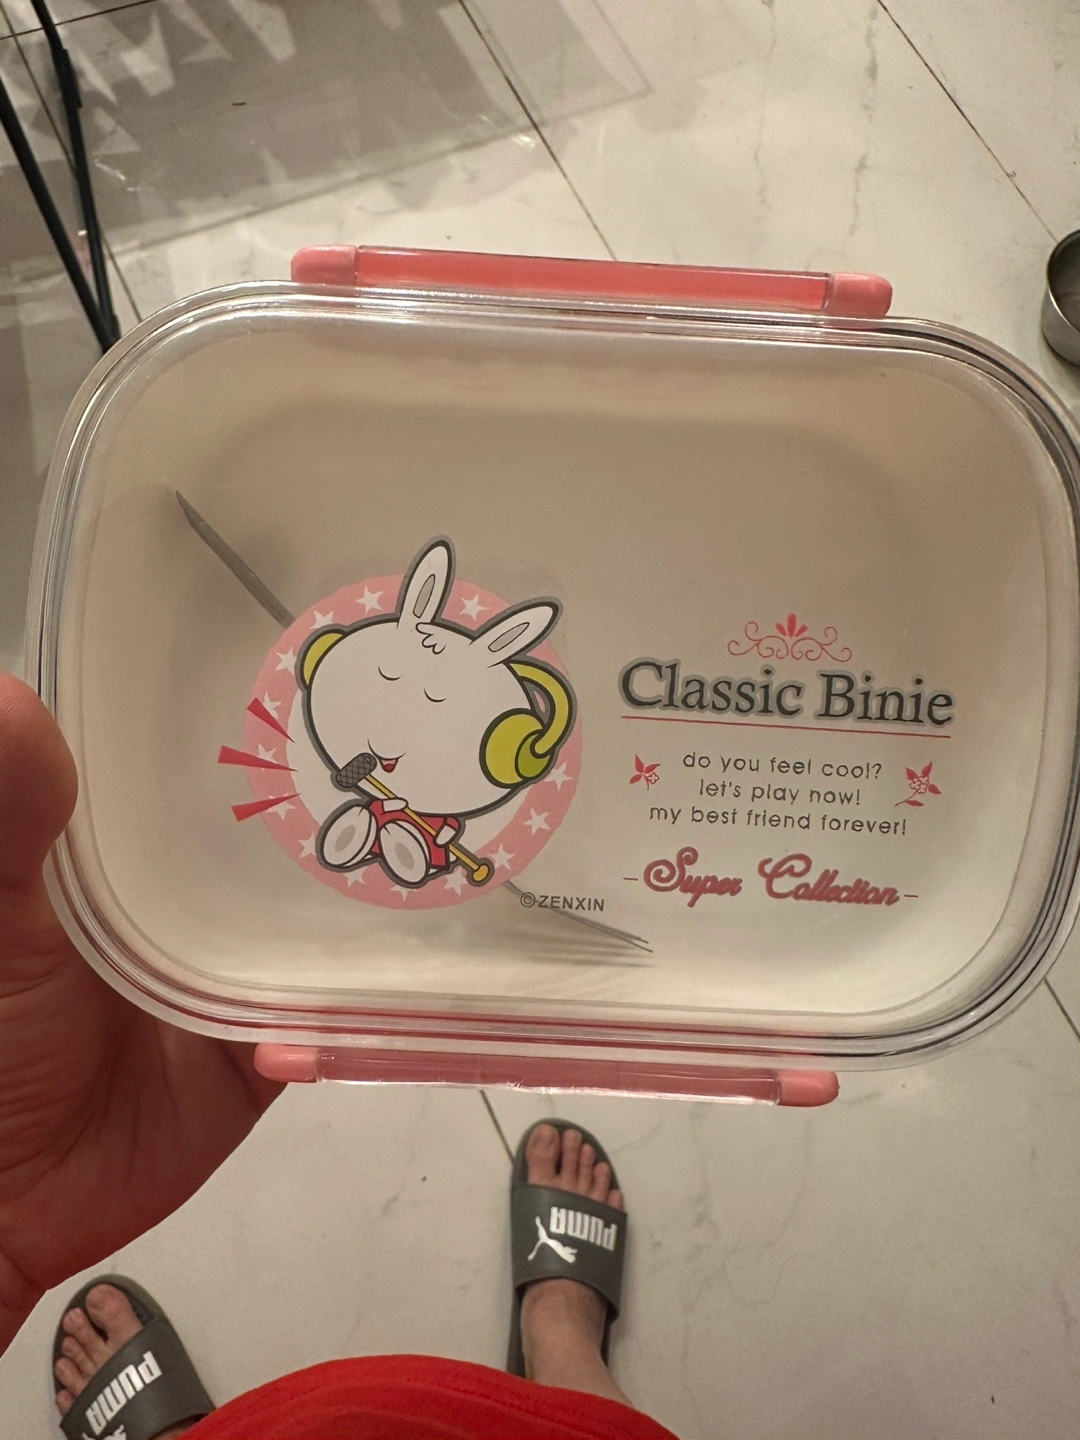 Classic Binie
do you feel cool?
let's play now!
my best friend forever!
- Super Collection -
©ZENXIN
PUMA
PUMA